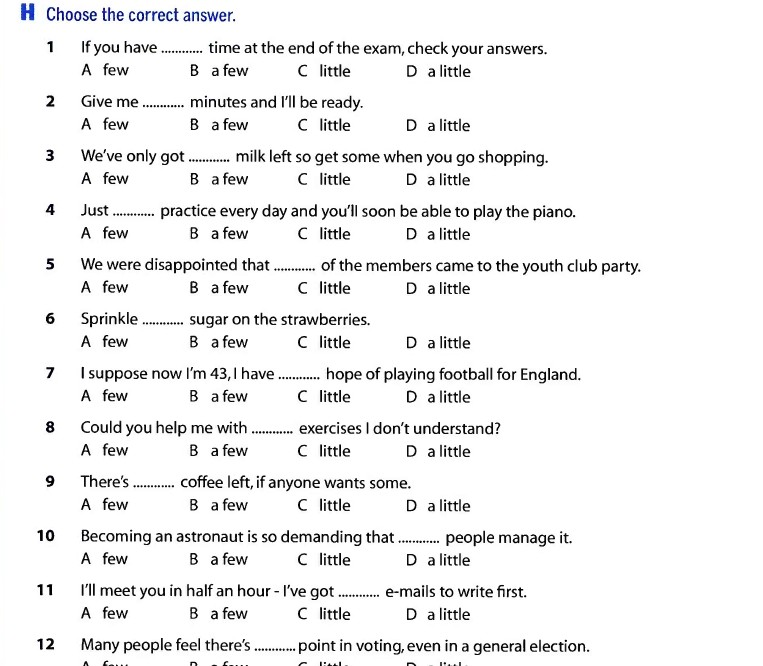 H Choose the correct answer.
1 If you have ............ time at the end of the exam, check your answers.
A few B a few C little D a little
2 Give me ............ minutes and I'll be ready.
A few B a few C little D a little
3 We've only got ............ milk left so get some when you go shopping.
A few B a few C little D a little
4 Just ............ practice every day and you'll soon be able to play the piano.
A few B a few C little D a little
5 We were disappointed that ............ of the members came to the youth club party.
A few B a few C little D a little
6 Sprinkle ............ sugar on the strawberries.
A few B a few C little D a little
7 I suppose now I'm 43, I have ............ hope of playing football for England.
A few B a few C little D a little
8 Could you help me with ............ exercises I don't understand?
A few B a few C little D a little
9 There's ............ coffee left, if anyone wants some.
A few B a few C little D a little
10 Becoming an astronaut is so demanding that ............ people manage it.
A few B a few C little D a little
11 I'll meet you in half an hour - I've got ............ e-mails to write first.
A few B a few C little D a little
12 Many people feel there's ............ point in voting, even in a general election.